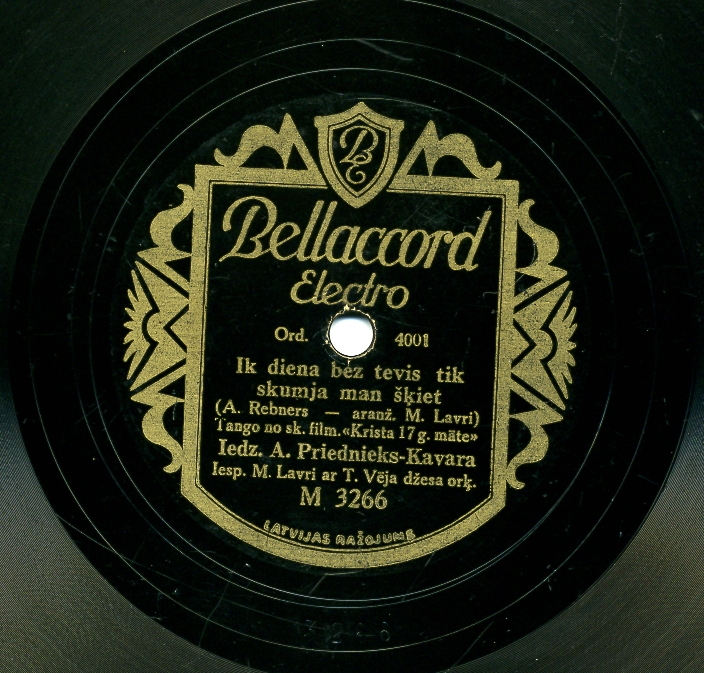 BE
Bellaccord
Electro
Ord. 4001
Ik diena bez tevis tik
skumja man šķiet
(A. Rebners — aranž. M. Lavri)
Tango no sk. film.«Krista 17 g. māte»
Iedz. A. Priednieks-Kavara
Iesp. M. Lavri ar T. Vēja džesa orķ.
M 3266
LATVIJAS RAŽOJUMS